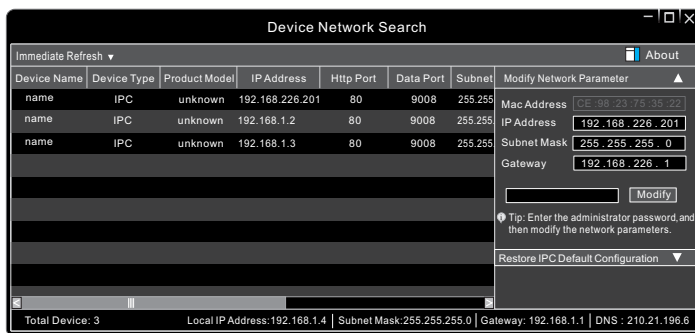 Device Network Search
Immediate Refresh ▼
About
Device Name Device Type Product Model IP Address Http Port Data Port Subnet
name IPC unknown 192.168.226.201 80 9008 255.255
name IPC unknown 192.168.1.2 80 9008 255.255.
name IPC unknown 192.168.1.3 80 9008 255.255
Modify Network Parameter ▲
Mac Address CE:98:23:75:35:22
IP Address 192.168.226.201
Subnet Mask 255.255.255.0
Gateway 192.168.226.1
Modify
Tip: Enter the administrator password,and
then modify the network parameters.
Restore IPC Default Configuration ▼
Total Device: 3 Local IP Address:192.168.1.4 Subnet Mask:255.255.255.0 Gateway: 192.168.1.1 DNS : 210.21.196.6